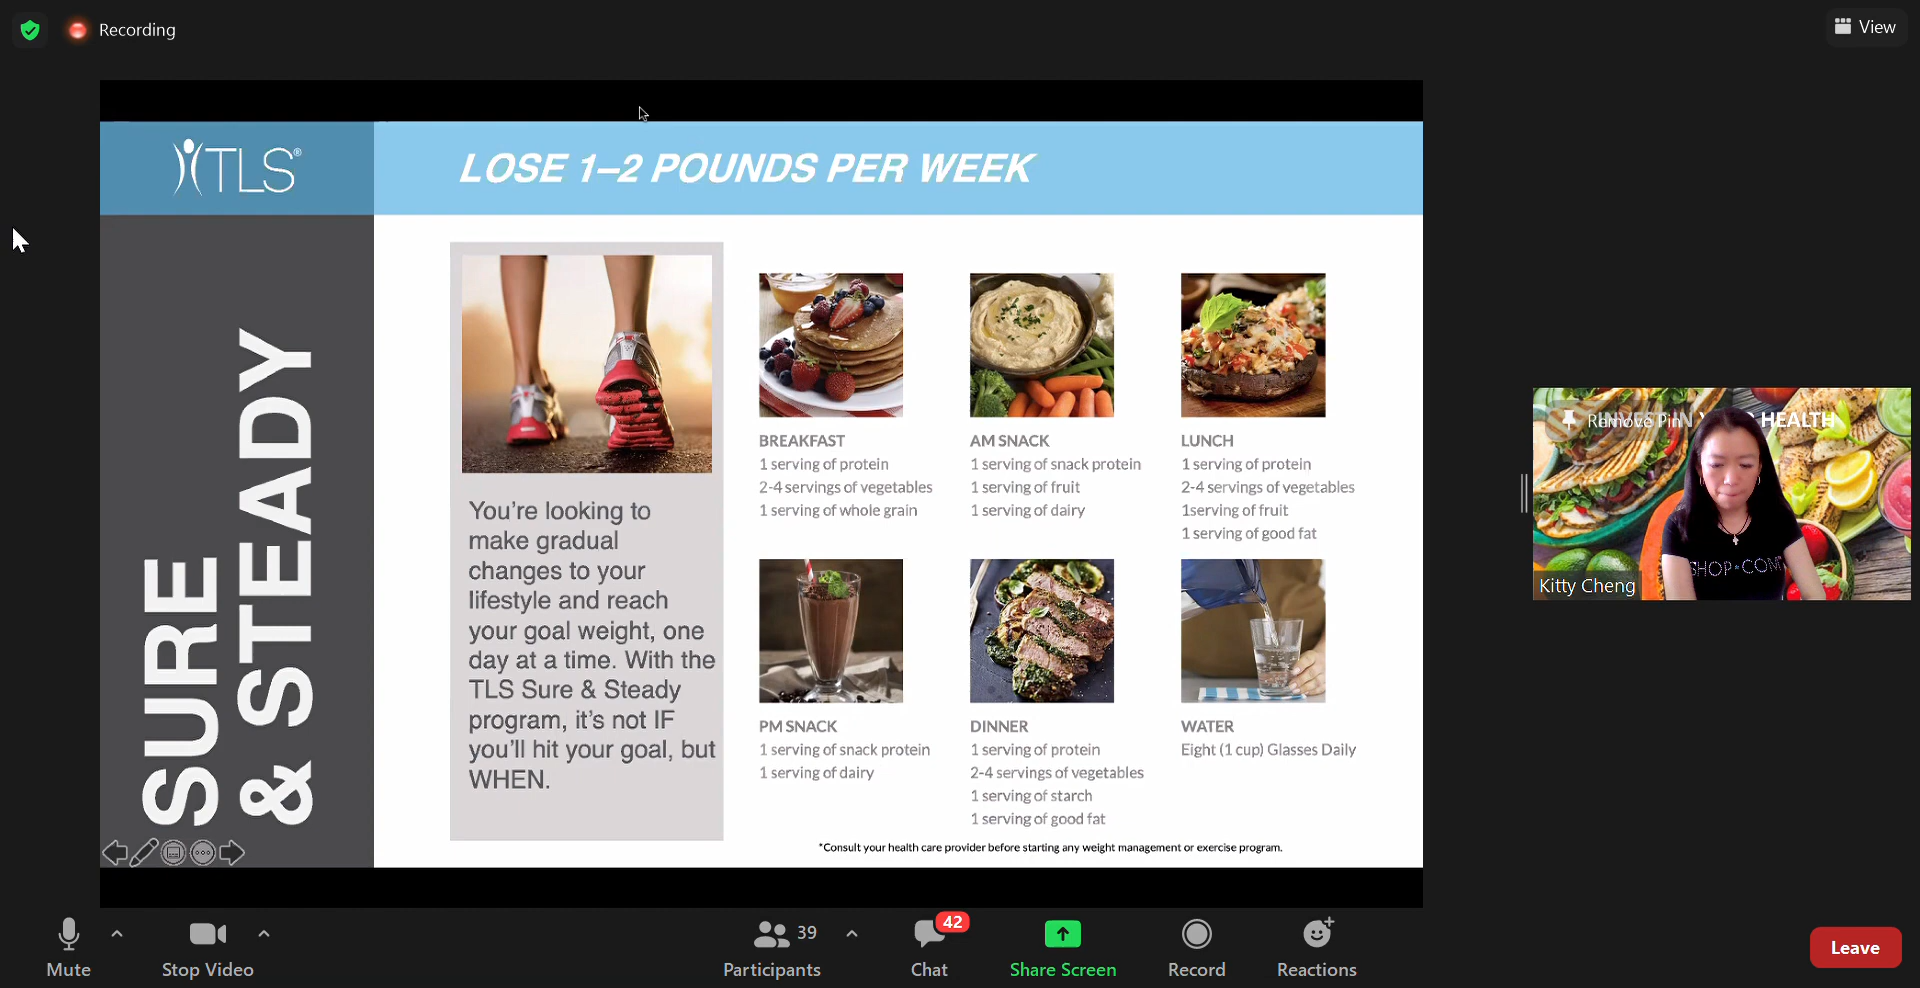 Recording
View
TLS®
LOSE 1–2 POUNDS PER WEEK
SURE
& STEADY
You're looking to
make gradual
changes to your
lifestyle and reach
your goal weight, one
day at a time. With the
TLS Sure & Steady
program, it's not IF
you'll hit your goal, but
WHEN.
BREAKFAST
1 serving of protein
2-4 servings of vegetables
1 serving of whole grain
AM SNACK
1 serving of snack protein
1 serving of fruit
1 serving of dairy
LUNCH
1 serving of protein
2-4 servings of vegetables
1serving of fruit
1 serving of good fat
PM SNACK
1 serving of snack protein
1 serving of dairy
DINNER
1 serving of protein
2-4 servings of vegetables
1 serving of starch
1 serving of good fat
WATER
Eight (1 cup) Glasses Daily
*Consult your health care provider before starting any weight management or exercise program.
Remove Pin
INVEST IN HEALTH
SHOP•COM
Kitty Cheng
Mute
Stop Video
39
Participants
42
Chat
Share Screen
Record
Reactions
Leave